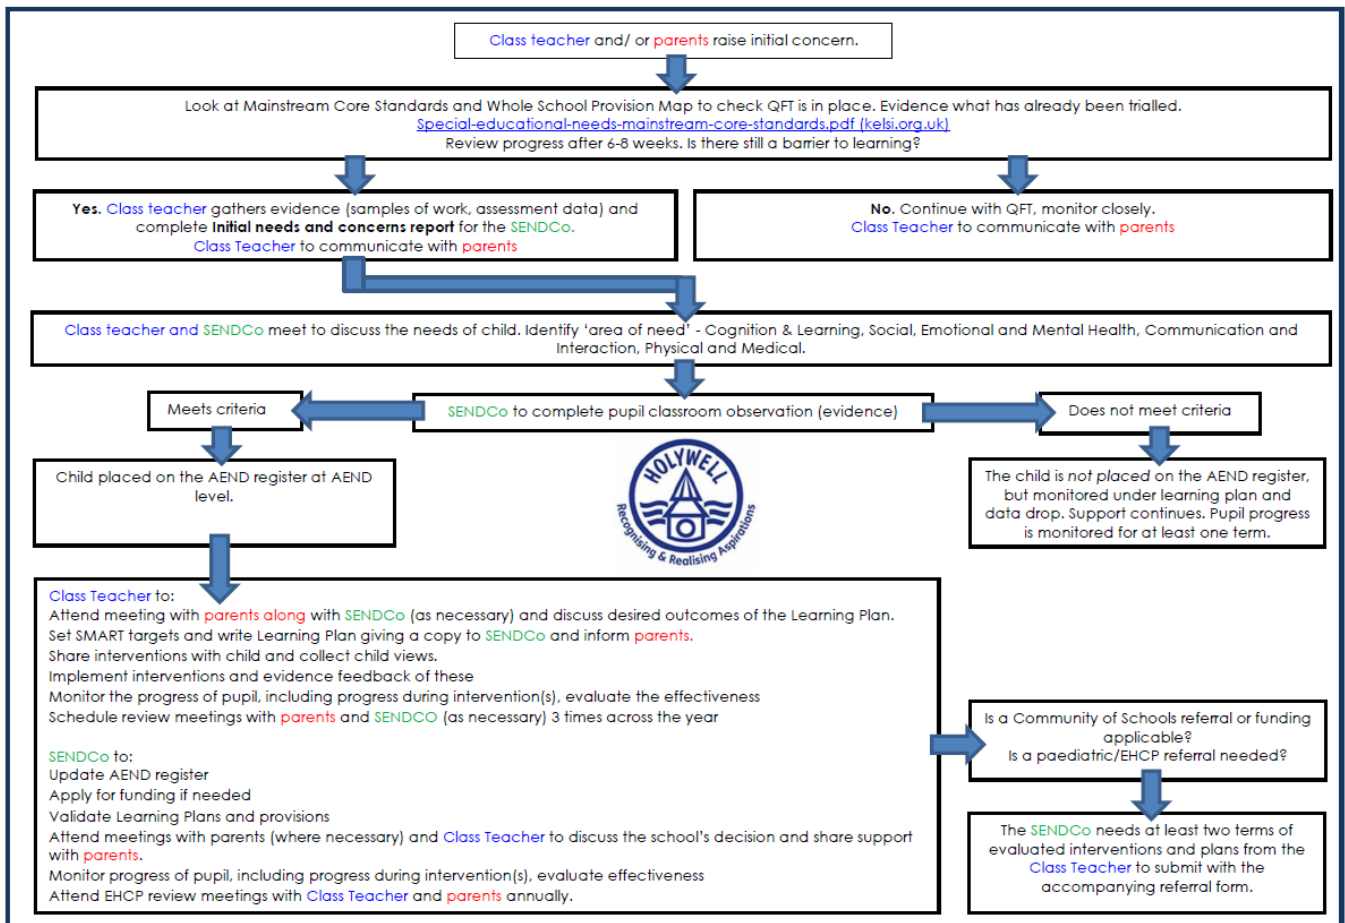 Class teacher and/ or parents raise initial concern.
Look at Mainstream Core Standards and Whole School Provision Map to check QFT is in place. Evidence what has already been trialled.
Special-educational-needs-mainstream-core-standards.pdf (kelsi.org.uk)
Review progress after 6-8 weeks. Is there still a barrier to learning?
Yes. Class teacher gathers evidence (samples of work, assessment data) and
complete Initial needs and concerns report for the SENDCo.
Class Teacher to communicate with parents
No. Continue with QFT, monitor closely.
Class Teacher to communicate with parents
Class teacher and SENDCo meet to discuss the needs of child. Identify ‘area of need’ - Cognition & Learning, Social, Emotional and Mental Health, Communication and
Interaction, Physical and Medical.
Meets criteria
SENDCo to complete pupil classroom observation (evidence)
Does not meet criteria
Child placed on the AEND register at AEND
level.
HOLYWELL
Recognising & Realising Aspirations
The child is not placed on the AEND register,
but monitored under learning plan and
data drop. Support continues. Pupil progress
is monitored for at least one term.
Class Teacher to:
Attend meeting with parents along with SENDCo (as necessary) and discuss desired outcomes of the Learning Plan.
Set SMART targets and write Learning Plan giving a copy to SENDCo and inform parents.
Share interventions with child and collect child views.
Implement interventions and evidence feedback of these
Monitor the progress of pupil, including progress during intervention(s), evaluate the effectiveness
Schedule review meetings with parents and SENDCO (as necessary) 3 times across the year
SENDCo to:
Update AEND register
Apply for funding if needed
Validate Learning Plans and provisions
Attend meetings with parents (where necessary) and Class Teacher to discuss the school’s decision and share support
with parents.
Monitor progress of pupil, including progress during intervention(s), evaluate effectiveness
Attend EHCP review meetings with Class Teacher and parents annually.
Is a Community of Schools referral or funding
applicable?
Is a paediatric/EHCP referral needed?
The SENDCo needs at least two terms of
evaluated interventions and plans from the
Class Teacher to submit with the
accompanying referral form.